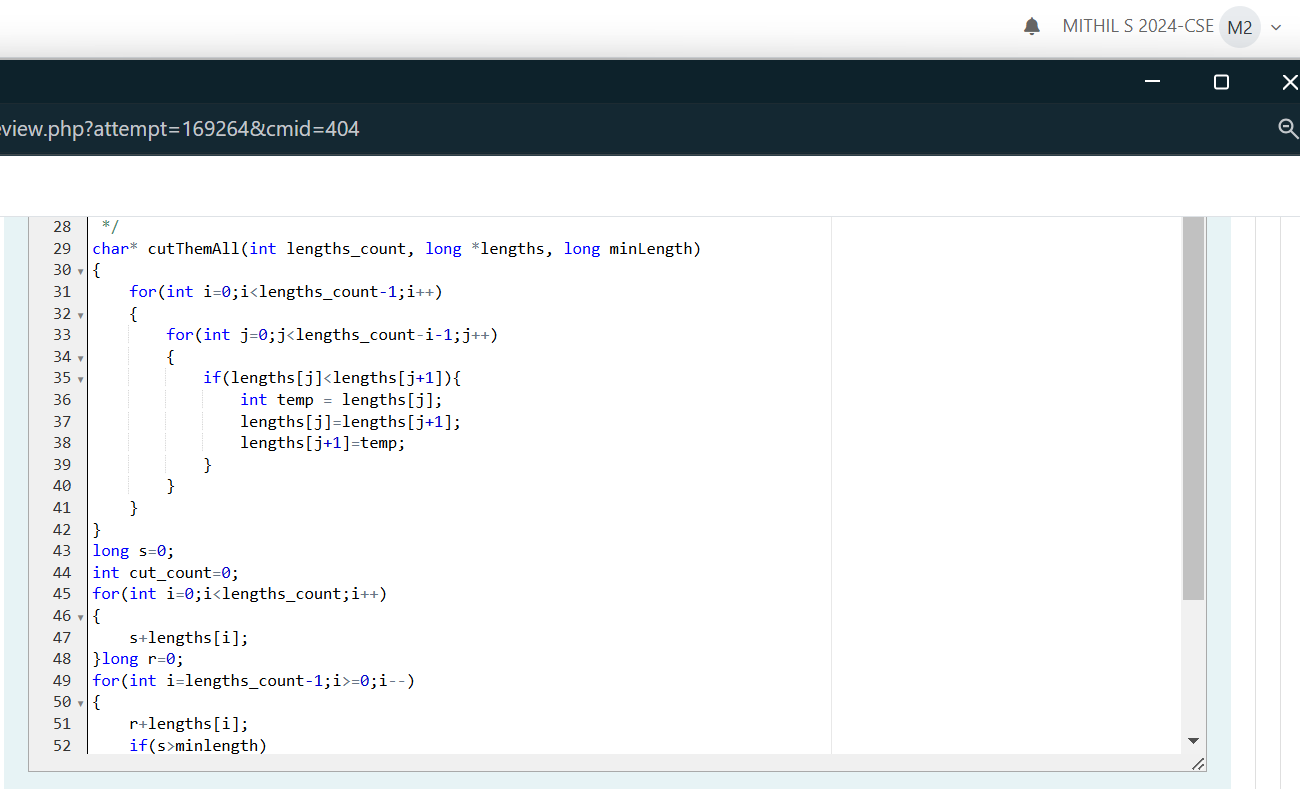 MITHIL S 2024-CSE M2
view.php?attempt=169264&cmid=404
28 */
29 char* cutThemAll(int lengths_count, long *lengths, long minLength)
30 {
31 for(int i=0;i<lengths_count-1;i++)
32 {
33 for(int j=0;j<lengths_count-i-1;j++)
34 {
35 if(lengths[j]<lengths[j+1]){
36 int temp = lengths[j];
37 lengths[j]=lengths[j+1];
38 lengths[j+1]=temp;
39 }
40 }
41 }
42 }
43 long s=0;
44 int cut_count=0;
45 for(int i=0;i<lengths_count;i++)
46 {
47 s+lengths[i];
48 }long r=0;
49 for(int i=lengths_count-1;i>=0;i--)
50 {
51 r+lengths[i];
52 if(s>minlength)